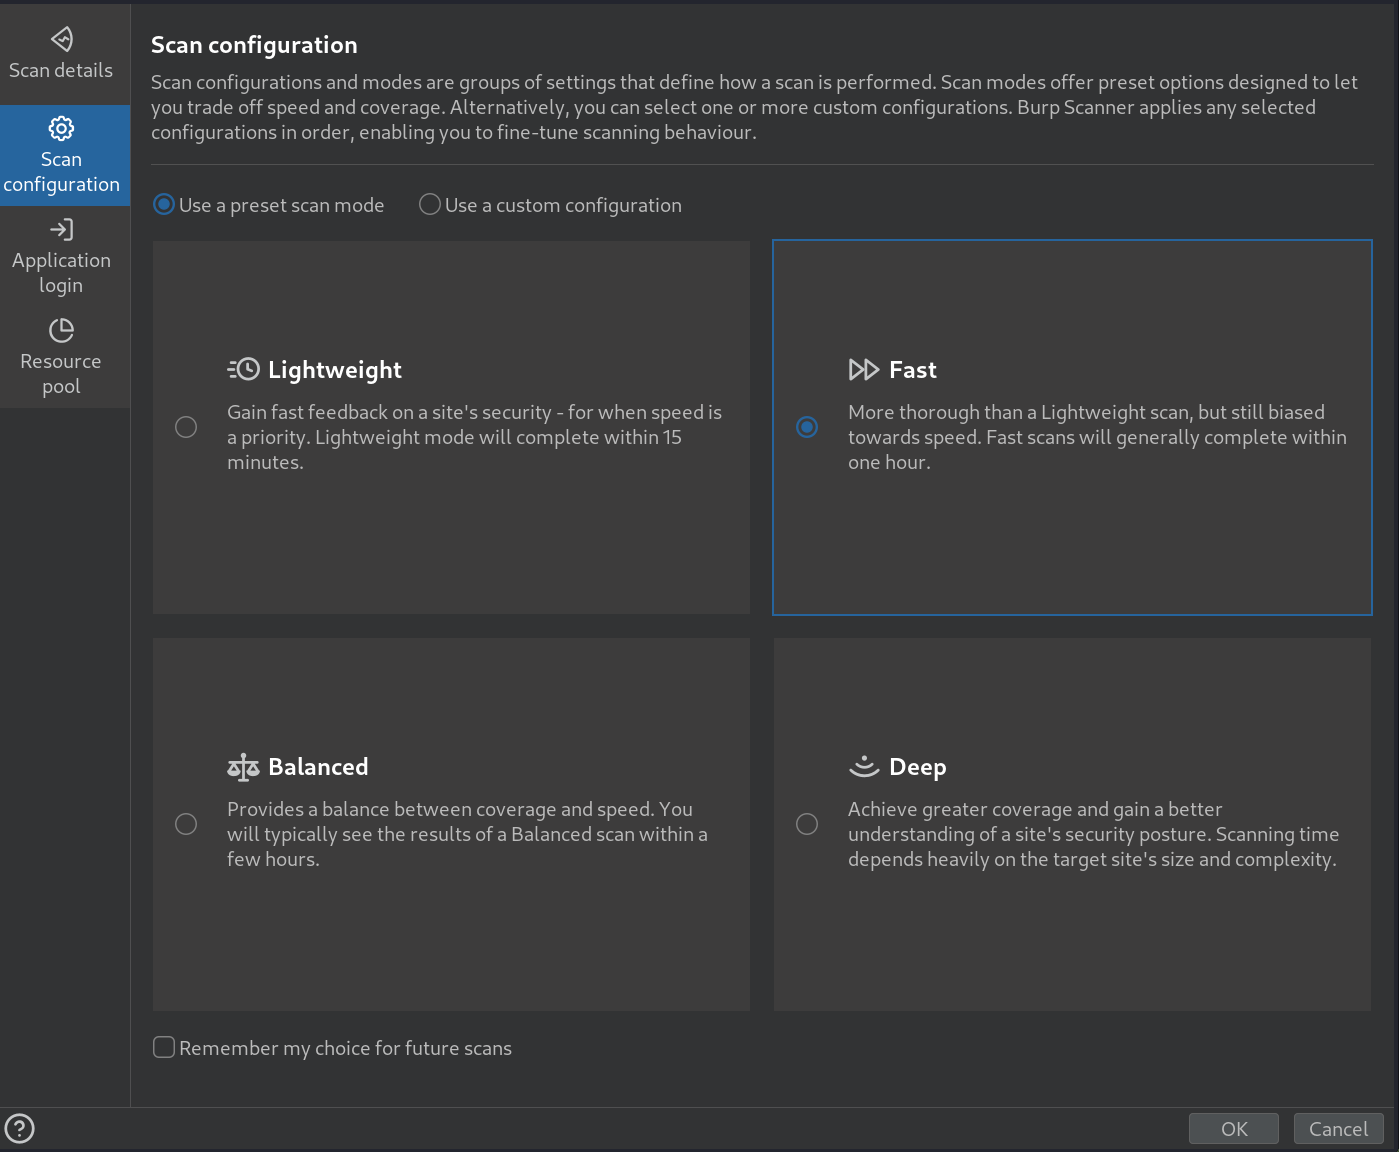 Scan details
Scan
configuration
Application
login
Resource
pool
Scan configuration
Scan configurations and modes are groups of settings that define how a scan is performed. Scan modes offer preset options designed to let
you trade off speed and coverage. Alternatively, you can select one or more custom configurations. Burp Scanner applies any selected
configurations in order, enabling you to fine-tune scanning behaviour.
Use a preset scan mode
Use a custom configuration
Lightweight
Gain fast feedback on a site's security - for when speed is
a priority. Lightweight mode will complete within 15
minutes.
Fast
More thorough than a Lightweight scan, but still biased
towards speed. Fast scans will generally complete within
one hour.
Balanced
Provides a balance between coverage and speed. You
will typically see the results of a Balanced scan within a
few hours.
Deep
Achieve greater coverage and gain a better
understanding of a site's security posture. Scanning time
depends heavily on the target site's size and complexity.
Remember my choice for future scans
?
OK
Cancel